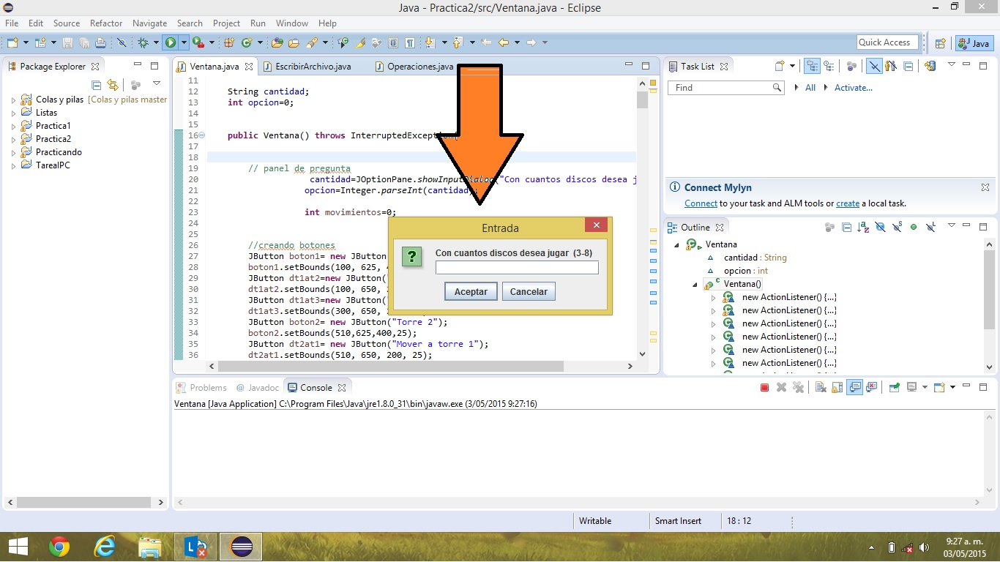 Java - Practica2/src/Ventana.java - Eclipse
File Edit Source Refactor Navigate Search Project Run Window Help
Quick Access
Java
Package Explorer
Colas y pilas [Colas y pilas master
Listas
Practica1
Practica2
Practicando
TareaIPC
Ventana.java
EscribirArchivo.java
Operaciones.java
11
12 String cantidad;
13 int opcion=0;
14
15
16 public Ventana() throws InterruptedException{
17
18
19 // panel de pregunta
20 cantidad=JOptionPane.showInputDialog("Con cuantos discos desea j
21 opcion=Integer.parseInt(cantidad);
22
23 int movimientos=0;
24
25
26 //creando botones
27 JButton boton1= new JButton
28 boton1.setBounds(100, 625, 4
29 JButton dt1at2=new JButton(
30 dt1at2.setBounds(100, 650,
31 JButton dt1at3=new JButton(
32 dt1at3.setBounds(300, 650,
33 JButton boton2= new JButton("Torre 2");
34 boton2.setBounds(510,625,400,25);
35 JButton dt2at1= new JButton("Mover a torre 1");
36 dt2at1.setBounds(510, 650, 200, 25);
Entrada
Con cuantos discos desea jugar (3-8)
Aceptar Cancelar
Task List
Find
All
Activate...
Connect Mylyn
Connect to your task and ALM tools or create a local task.
Outline
Ventana
cantidad : String
opcion : int
Ventana()
new ActionListener() {...}
new ActionListener() {...}
new ActionListener() {...}
new ActionListener() {...}
new ActionListener() {...}
new ActionListener() {...}
Problems @ Javadoc Console
Ventana [Java Application] C:\Program Files\Java\jre1.8.0_31\bin\javaw.exe (3/05/2015 9:27:16)
Writable Smart Insert 18 : 12
9:27 a. m.
03/05/2015